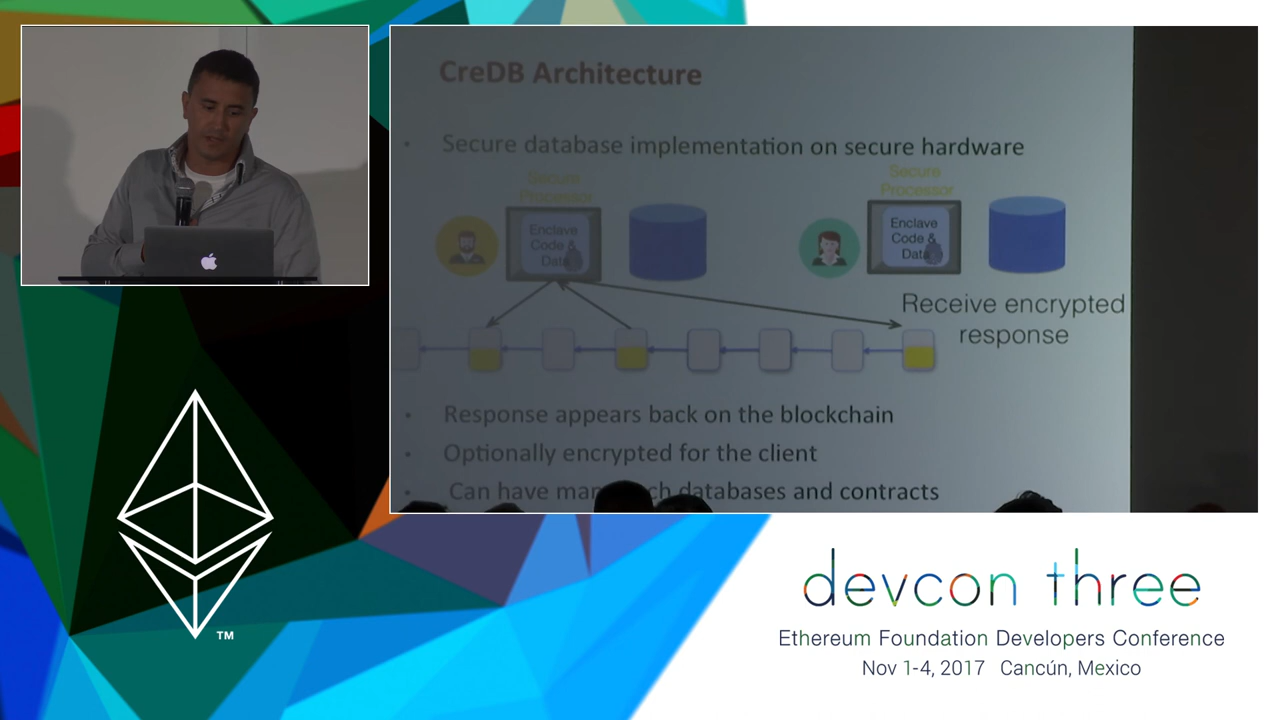 CreDB Architecture
• Secure database implementation on secure hardware
Secure
Processor
Enclave
Code &
Data
Secure
Processor
Enclave
Code &
Data
Receive encrypted
response
• Response appears back on the blockchain
• Optionally encrypted for the client
• Can have databases and contracts
TM
devcon three
Ethereum Foundation Developers Conference
Nov 1-4, 2017 Cancún, Mexico